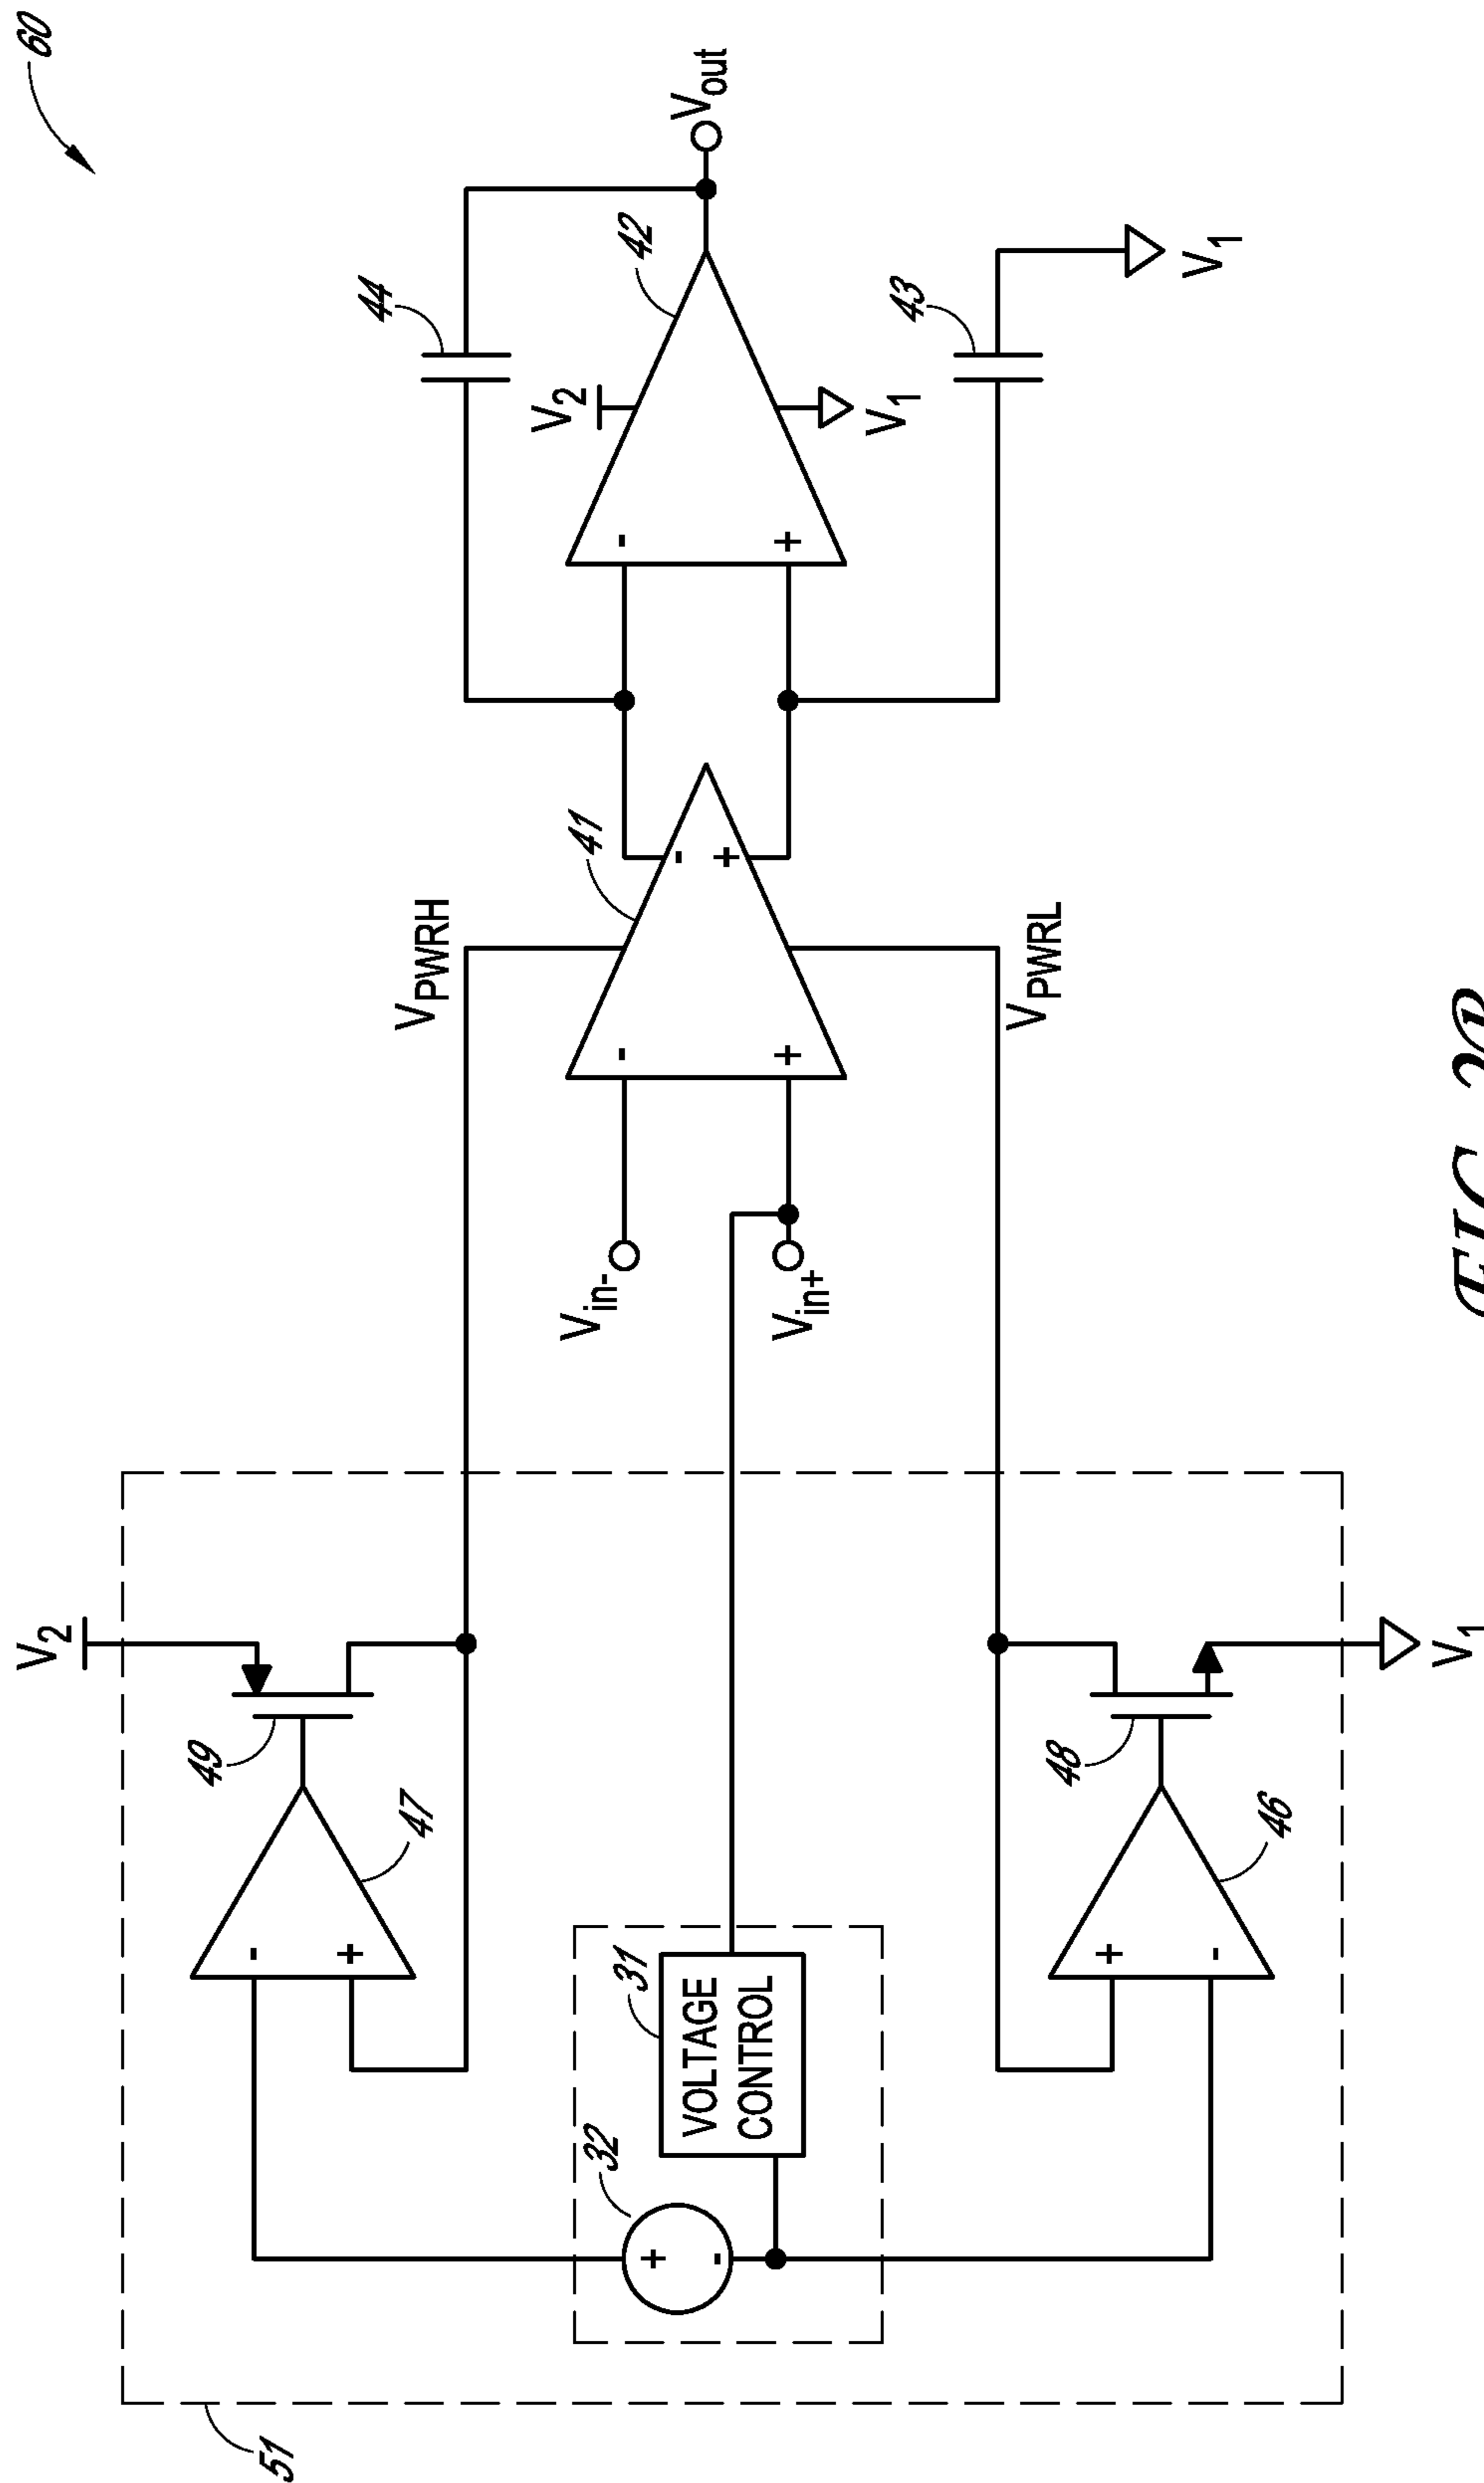 60
V2
V2
V1
V1
Vout
44
42
43
41
VPWRH
VPWRL
Vin-
Vin+
- +
- +
- +
49
47
- +
48
46
+ -
V1
31
VOLTAGE
CONTROL
32
+ -
51